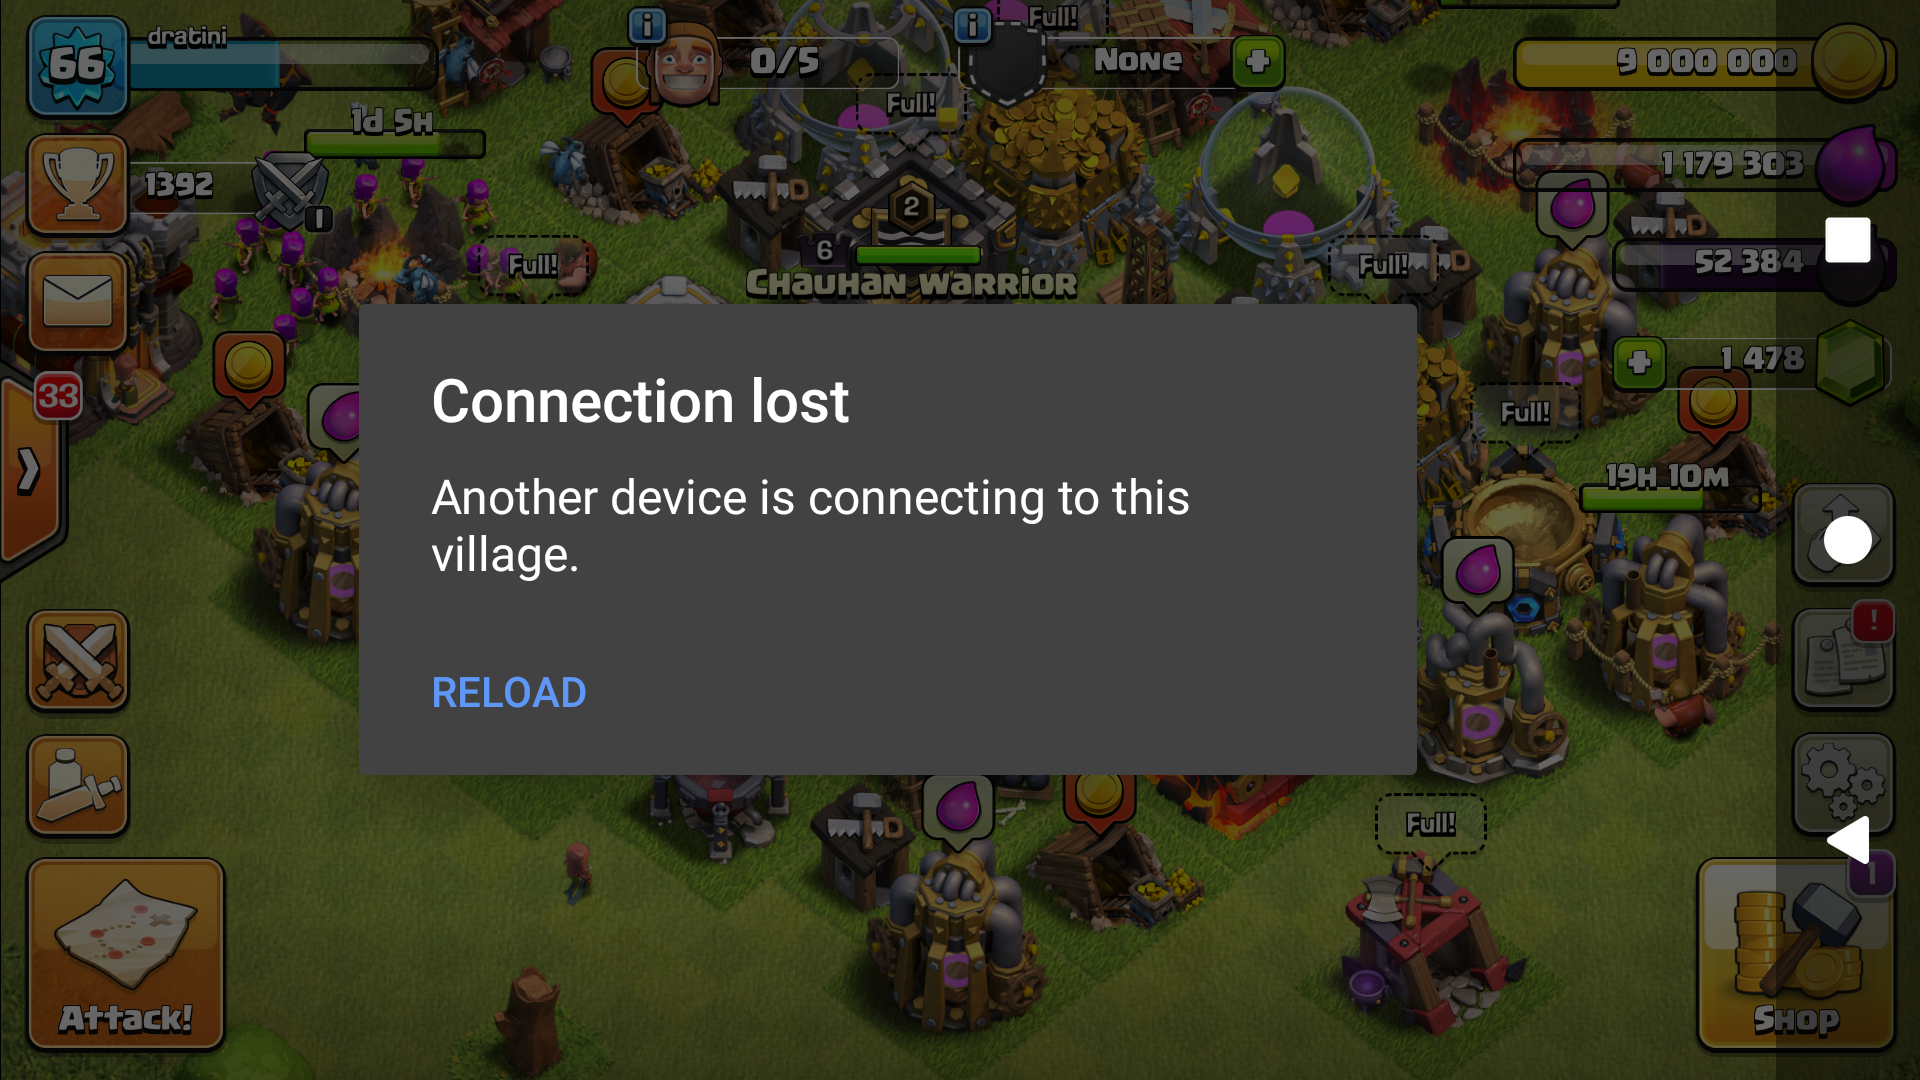 66
dratini
0/5
Full!
None
9 000 000
Full!
1d 5h
1392
I
1 179 303
2
6
Full!
Chauhan Warrior
Full!
52 384
1 478
33
Full!
Connection lost
Another device is connecting to this
village.
RELOAD
19h 10m
!
Full!
1
Attack!
Shop